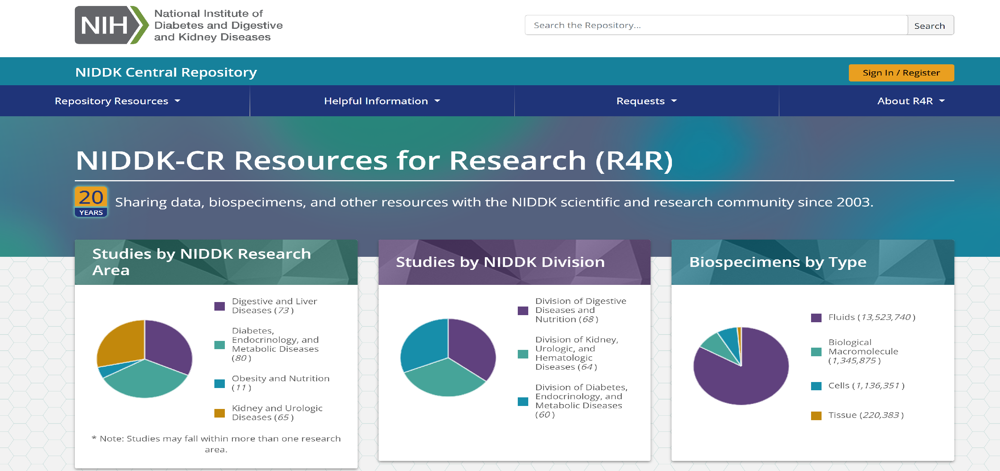 NIH
National Institute of
Diabetes and Digestive
and Kidney Diseases
Search the Repository...
Search
NIDDK Central Repository
Sign In / Register
Repository Resources
Helpful Information
Requests
About R4R
NIDDK-CR Resources for Research (R4R)
20
YEARS
Sharing data, biospecimens, and other resources with the NIDDK scientific and research community since 2003.
Studies by NIDDK Research
Area
Digestive and Liver
Diseases (73 )
Diabetes,
Endocrinology, and
Metabolic Diseases
(80 )
Obesity and Nutrition
(11 )
Kidney and Urologic
Diseases (65 )
* Note: Studies may fall within more than one research
area.
Studies by NIDDK Division
Division of Digestive
Diseases and
Nutrition (68 )
Division of Kidney,
Urologic, and
Hematologic
Diseases (64 )
Division of Diabetes,
Endocrinology, and
Metabolic Diseases
(60 )
Biospecimens by Type
Fluids (13,523,740 )
Biological
Macromolecule
(1,345,875 )
Cells (1,136,351 )
Tissue (220,383 )